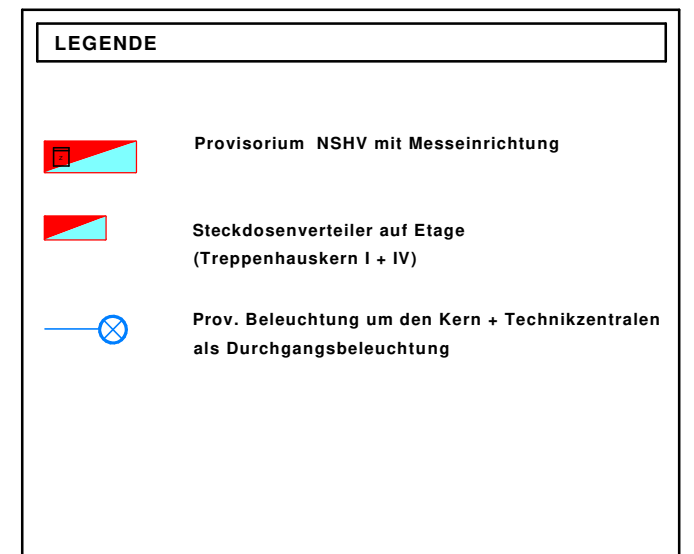 LEGENDE
Provisorium NSHV mit Messeinrichtung
Steckdosenverteiler auf Etage
(Treppenhauskern I + IV)
Prov. Beleuchtung um den Kern + Technikzentralen
als Durchgangsbeleuchtung